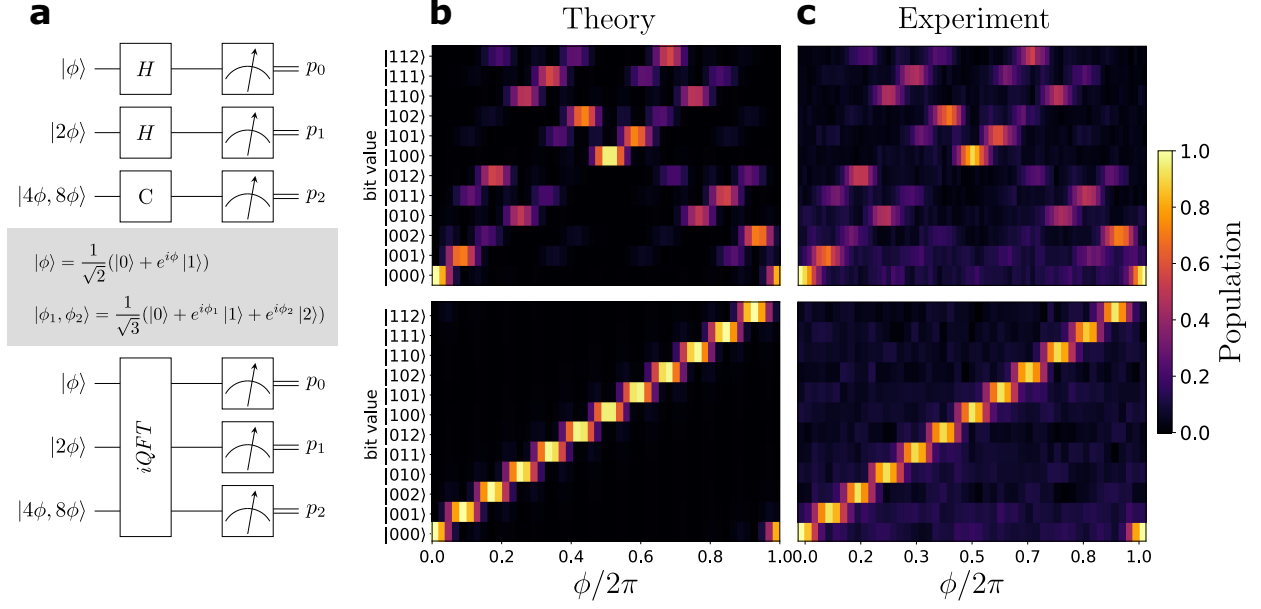 a
|ϕ⟩ H p₀
|2ϕ⟩ H p₁
|4ϕ, 8ϕ⟩ C p₂
|ϕ⟩ = 1/√2 (|0⟩ + e^{iϕ} |1⟩)
|ϕ₁, ϕ₂⟩ = 1/√3 (|0⟩ + e^{iϕ₁} |1⟩ + e^{iϕ₂} |2⟩)
|ϕ⟩ p₀
|2ϕ⟩ iQFT p₁
|4ϕ, 8ϕ⟩ p₂
b Theory
bit value
|112⟩
|111⟩
|110⟩
|102⟩
|101⟩
|100⟩
|012⟩
|011⟩
|010⟩
|002⟩
|001⟩
|000⟩
bit value
|112⟩
|111⟩
|110⟩
|102⟩
|101⟩
|100⟩
|012⟩
|011⟩
|010⟩
|002⟩
|001⟩
|000⟩
0.0 0.2 0.4 0.6 0.8 1.0
ϕ/2π
c Experiment
0.0 0.2 0.3 0.5 0.7 0.8 1.0
ϕ/2π
1.0
0.8
0.6
0.4
0.2
0.0
Population